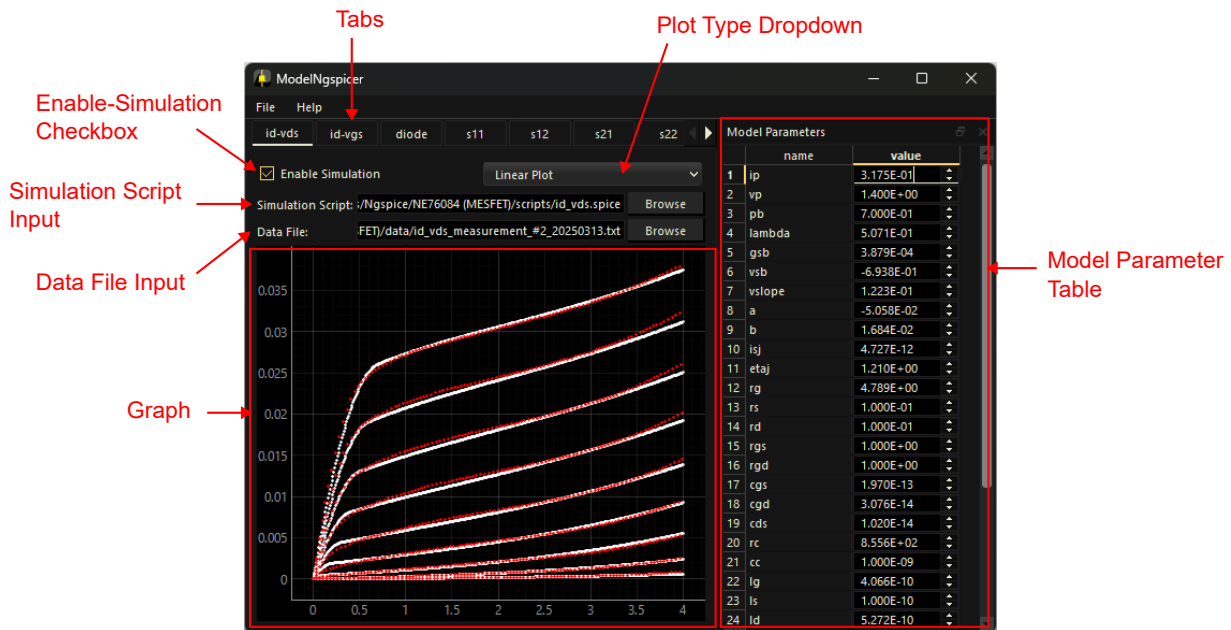 Tabs
Plot Type Dropdown
Enable-Simulation
Checkbox
Simulation Script
Input
Data File Input
Graph
Model Parameter
Table
ModelNgspicer
File Help
id-vds id-vgs diode s11 s12 s21 s22
Enable Simulation Linear Plot
Simulation Script: :/Ngspice/NE76084 (MESFET)/scripts/id_vds.spice Browse
Data File: :FET)/data/id_vds_measurement_#2_20250313.txt Browse
0.035
0.03
0.025
0.02
0.015
0.01
0.005
0
0 0.5 1 1.5 2 2.5 3 3.5 4
Model Parameters
name value
1 ip 3.175E-01
2 vp 1.400E+00
3 pb 7.000E-01
4 lambda 5.071E-01
5 gsb 3.879E-04
6 vsb -6.938E-01
7 vslope 1.223E-01
8 a -5.058E-02
9 b 1.684E-02
10 isj 4.727E-12
11 etaj 1.210E+00
12 rg 4.789E+00
13 rs 1.000E-01
14 rd 1.000E-01
15 rgs 1.000E+00
16 rgd 1.000E+00
17 cgs 1.970E-13
18 cgd 3.076E-14
19 cds 1.020E-14
20 rc 8.556E+02
21 cc 1.000E-09
22 lg 4.066E-10
23 ls 1.000E-10
24 ld 5.272E-10